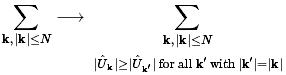 $$\sum_{\mathbf{k},|\mathbf{k}|\leq N} \longrightarrow \sum_{\substack{\mathbf{k},|\mathbf{k}|\leq N \\ |\hat{U}_{\mathbf{k}}|\geq|\hat{U}_{\mathbf{k}'}| \text{ for all } \mathbf{k}' \text{ with } |\mathbf{k}'|=|\mathbf{k}|}}$$